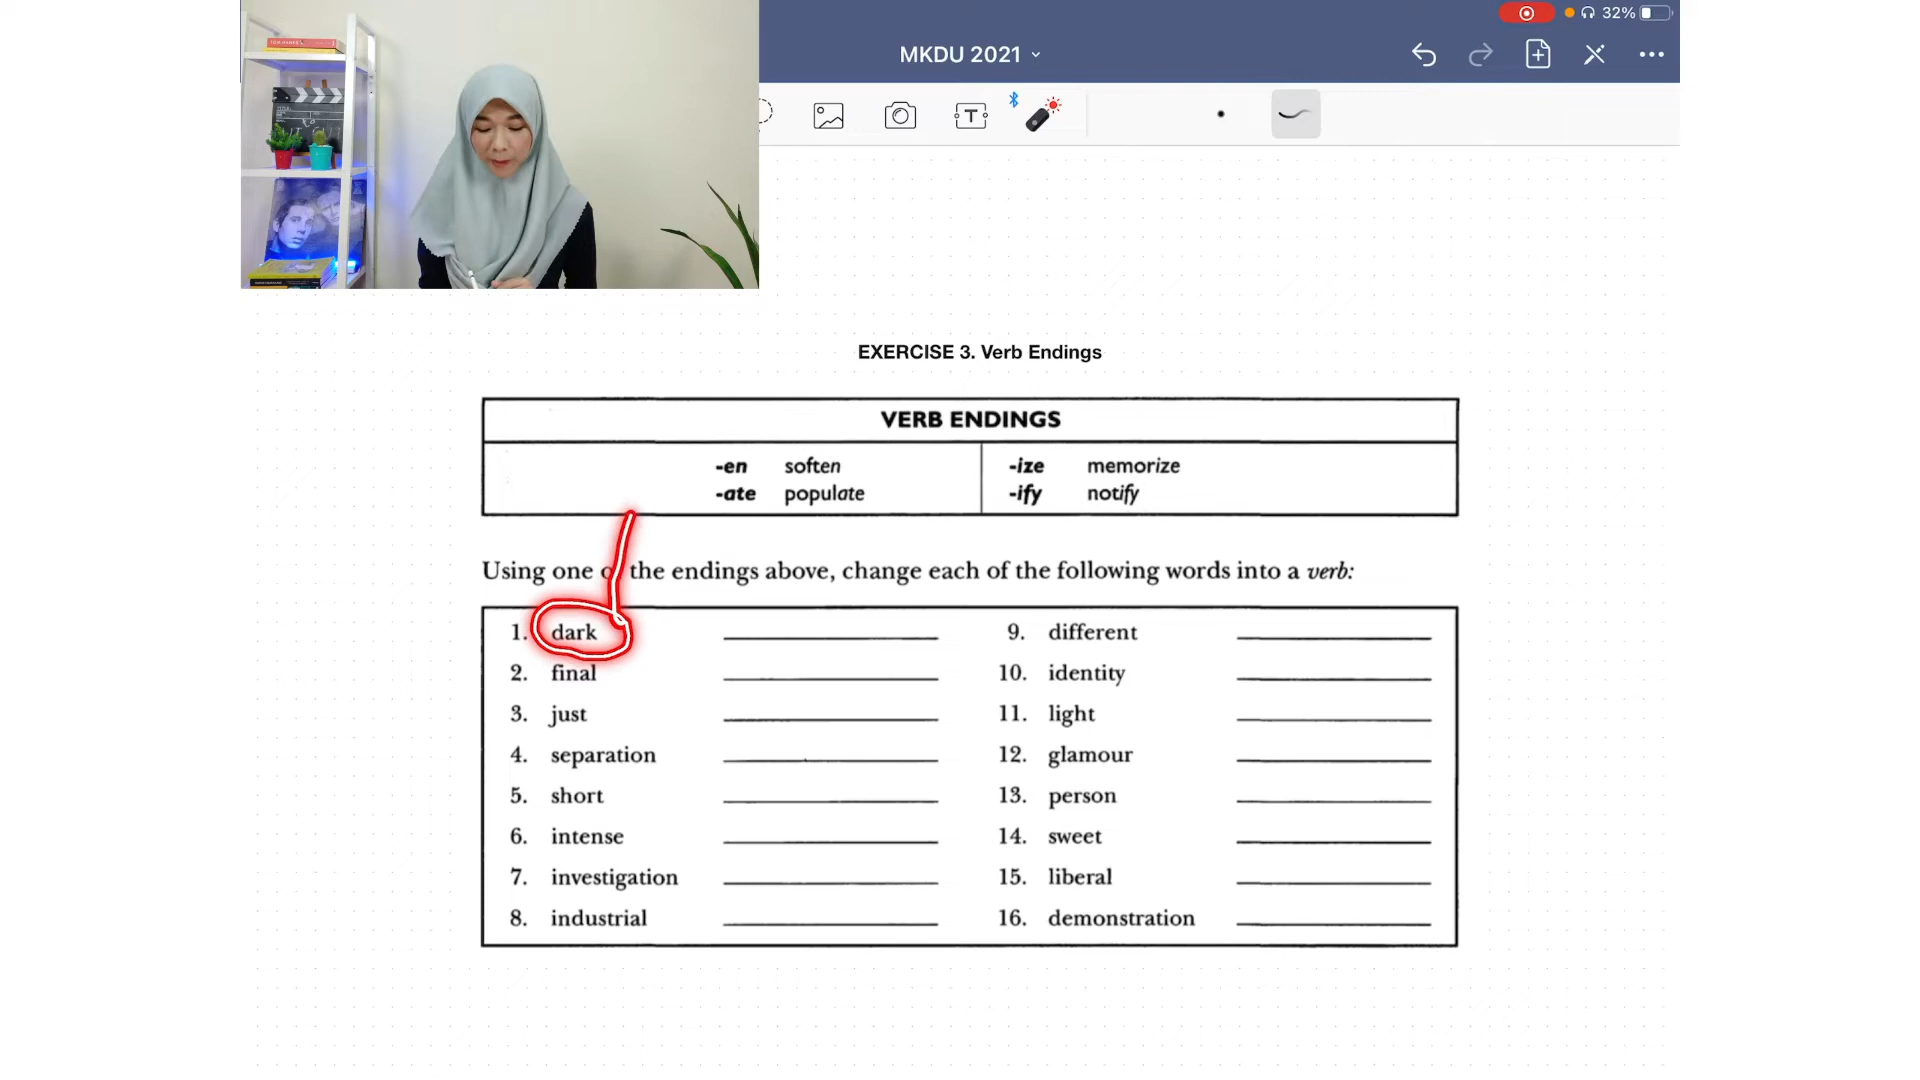 32%
MKDU 2021
T
EXERCISE 3. Verb Endings
VERB ENDINGS
-en soften -ize memorize
-ate populate -ify notify
Using one of the endings above, change each of the following words into a verb:
1. dark 9. different
2. final 10. identity
3. just 11. light
4. separation 12. glamour
5. short 13. person
6. intense 14. sweet
7. investigation 15. liberal
8. industrial 16. demonstration